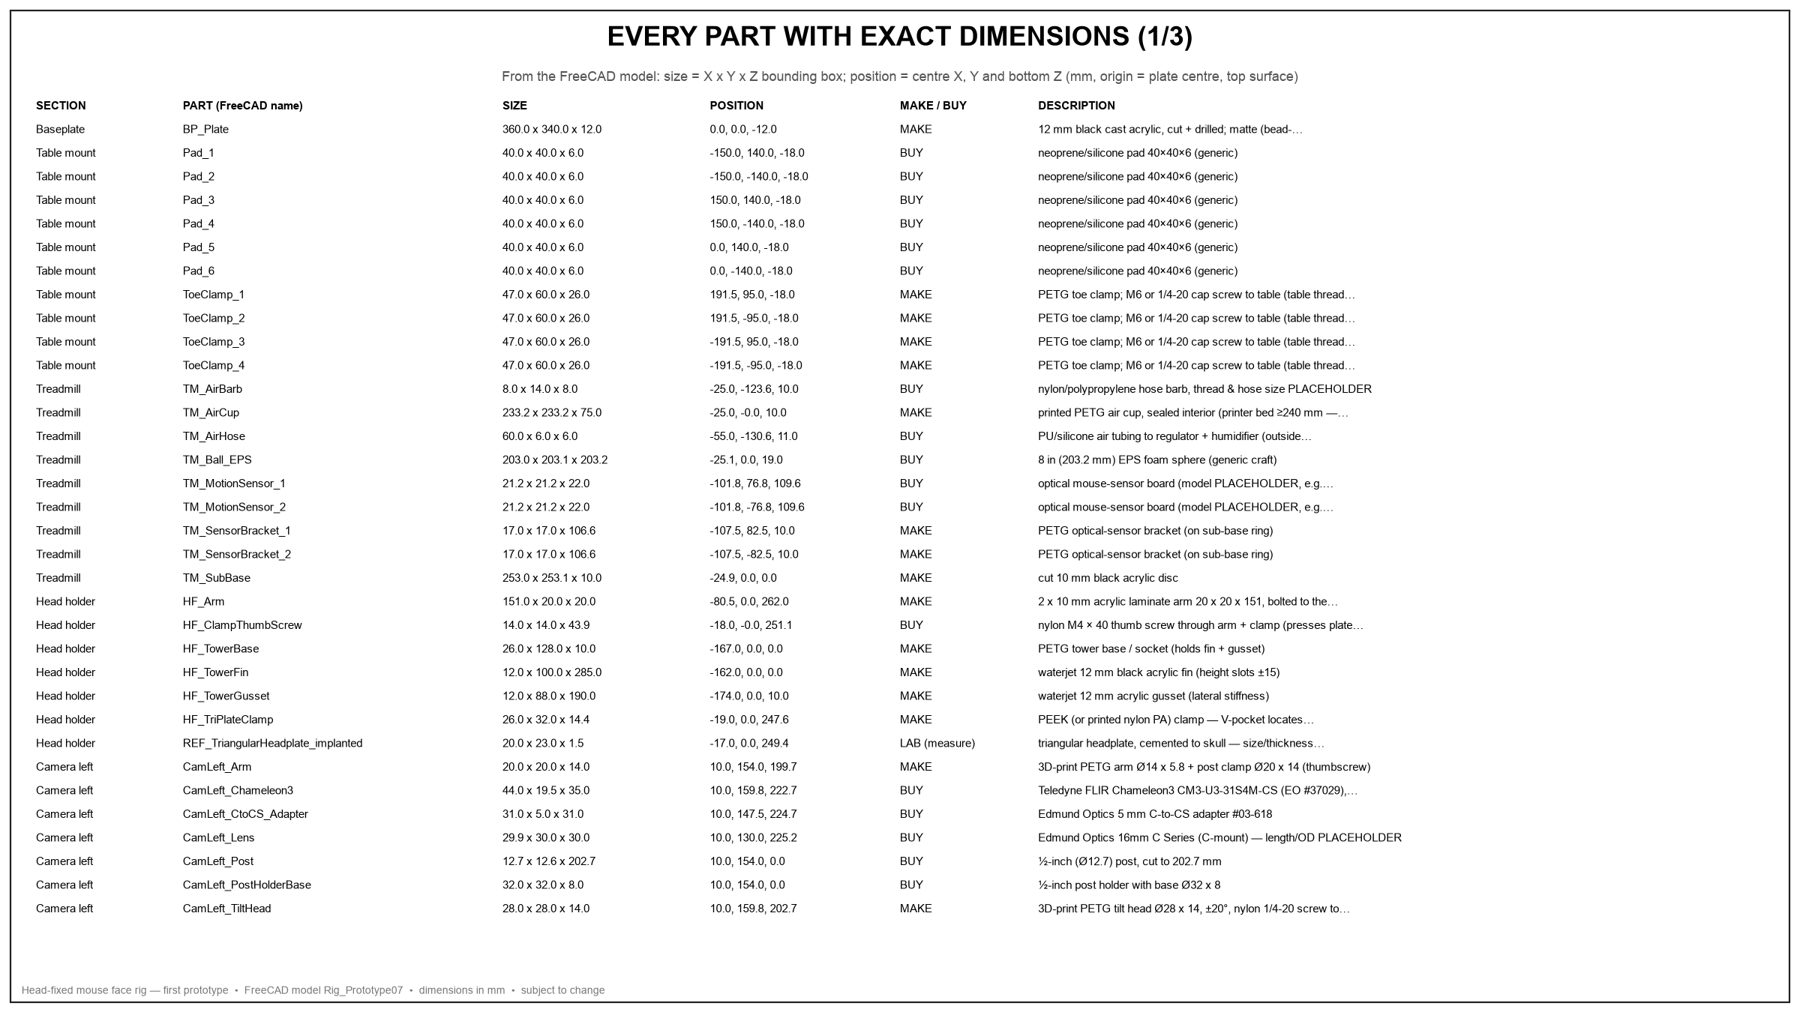 EVERY PART WITH EXACT DIMENSIONS (1/3)
From the FreeCAD model: size = X x Y x Z bounding box; position = centre X, Y and bottom Z (mm, origin = plate centre, top surface)
SECTION PART (FreeCAD name) SIZE POSITION MAKE / BUY DESCRIPTION
Baseplate BP_Plate 360.0 x 340.0 x 12.0 0.0, 0.0, -12.0 MAKE 12 mm black cast acrylic, cut + drilled; matte (bead-…
Table mount Pad_1 40.0 x 40.0 x 6.0 -150.0, 140.0, -18.0 BUY neoprene/silicone pad 40×40×6 (generic)
Table mount Pad_2 40.0 x 40.0 x 6.0 -150.0, -140.0, -18.0 BUY neoprene/silicone pad 40×40×6 (generic)
Table mount Pad_3 40.0 x 40.0 x 6.0 150.0, 140.0, -18.0 BUY neoprene/silicone pad 40×40×6 (generic)
Table mount Pad_4 40.0 x 40.0 x 6.0 150.0, -140.0, -18.0 BUY neoprene/silicone pad 40×40×6 (generic)
Table mount Pad_5 40.0 x 40.0 x 6.0 0.0, 140.0, -18.0 BUY neoprene/silicone pad 40×40×6 (generic)
Table mount Pad_6 40.0 x 40.0 x 6.0 0.0, -140.0, -18.0 BUY neoprene/silicone pad 40×40×6 (generic)
Table mount ToeClamp_1 47.0 x 60.0 x 26.0 191.5, 95.0, -18.0 MAKE PETG toe clamp; M6 or 1/4-20 cap screw to table (table thread…
Table mount ToeClamp_2 47.0 x 60.0 x 26.0 191.5, -95.0, -18.0 MAKE PETG toe clamp; M6 or 1/4-20 cap screw to table (table thread…
Table mount ToeClamp_3 47.0 x 60.0 x 26.0 -191.5, 95.0, -18.0 MAKE PETG toe clamp; M6 or 1/4-20 cap screw to table (table thread…
Table mount ToeClamp_4 47.0 x 60.0 x 26.0 -191.5, -95.0, -18.0 MAKE PETG toe clamp; M6 or 1/4-20 cap screw to table (table thread…
Treadmill TM_AirBarb 8.0 x 14.0 x 8.0 -25.0, -123.6, 10.0 BUY nylon/polypropylene hose barb, thread & hose size PLACEHOLDER
Treadmill TM_AirCup 233.2 x 233.2 x 75.0 -25.0, -0.0, 10.0 MAKE printed PETG air cup, sealed interior (printer bed ≥240 mm —…
Treadmill TM_AirHose 60.0 x 6.0 x 6.0 -55.0, -130.6, 11.0 BUY PU/silicone air tubing to regulator + humidifier (outside…
Treadmill TM_Ball_EPS 203.0 x 203.1 x 203.2 -25.1, 0.0, 19.0 BUY 8 in (203.2 mm) EPS foam sphere (generic craft)
Treadmill TM_MotionSensor_1 21.2 x 21.2 x 22.0 -101.8, 76.8, 109.6 BUY optical mouse-sensor board (model PLACEHOLDER, e.g.…
Treadmill TM_MotionSensor_2 21.2 x 21.2 x 22.0 -101.8, -76.8, 109.6 BUY optical mouse-sensor board (model PLACEHOLDER, e.g.…
Treadmill TM_SensorBracket_1 17.0 x 17.0 x 106.6 -107.5, 82.5, 10.0 MAKE PETG optical-sensor bracket (on sub-base ring)
Treadmill TM_SensorBracket_2 17.0 x 17.0 x 106.6 -107.5, -82.5, 10.0 MAKE PETG optical-sensor bracket (on sub-base ring)
Treadmill TM_SubBase 253.0 x 253.1 x 10.0 -24.9, 0.0, 0.0 MAKE cut 10 mm black acrylic disc
Head holder HF_Arm 151.0 x 20.0 x 20.0 -80.5, 0.0, 262.0 MAKE 2 x 10 mm acrylic laminate arm 20 x 20 x 151, bolted to the…
Head holder HF_ClampThumbScrew 14.0 x 14.0 x 43.9 -18.0, -0.0, 251.1 BUY nylon M4 × 40 thumb screw through arm + clamp (presses plate…
Head holder HF_TowerBase 26.0 x 128.0 x 10.0 -167.0, 0.0, 0.0 MAKE PETG tower base / socket (holds fin + gusset)
Head holder HF_TowerFin 12.0 x 100.0 x 285.0 -162.0, 0.0, 0.0 MAKE waterjet 12 mm black acrylic fin (height slots ±15)
Head holder HF_TowerGusset 12.0 x 88.0 x 190.0 -174.0, 0.0, 10.0 MAKE waterjet 12 mm acrylic gusset (lateral stiffness)
Head holder HF_TriPlateClamp 26.0 x 32.0 x 14.4 -19.0, 0.0, 247.6 MAKE PEEK (or printed nylon PA) clamp — V-pocket locates…
Head holder REF_TriangularHeadplate_implanted 20.0 x 23.0 x 1.5 -17.0, 0.0, 249.4 LAB (measure) triangular headplate, cemented to skull — size/thickness…
Camera left CamLeft_Arm 20.0 x 20.0 x 14.0 10.0, 154.0, 199.7 MAKE 3D-print PETG arm Ø14 x 5.8 + post clamp Ø20 x 14 (thumbscrew)
Camera left CamLeft_Chameleon3 44.0 x 19.5 x 35.0 10.0, 159.8, 222.7 BUY Teledyne FLIR Chameleon3 CM3-U3-31S4M-CS (EO #37029),…
Camera left CamLeft_CtoCS_Adapter 31.0 x 5.0 x 31.0 10.0, 147.5, 224.7 BUY Edmund Optics 5 mm C-to-CS adapter #03-618
Camera left CamLeft_Lens 29.9 x 30.0 x 30.0 10.0, 130.0, 225.2 BUY Edmund Optics 16mm C Series (C-mount) — length/OD PLACEHOLDER
Camera left CamLeft_Post 12.7 x 12.6 x 202.7 10.0, 154.0, 0.0 BUY ½-inch (Ø12.7) post, cut to 202.7 mm
Camera left CamLeft_PostHolderBase 32.0 x 32.0 x 8.0 10.0, 154.0, 0.0 BUY ½-inch post holder with base Ø32 x 8
Camera left CamLeft_TiltHead 28.0 x 28.0 x 14.0 10.0, 159.8, 202.7 MAKE 3D-print PETG tilt head Ø28 x 14, ±20°, nylon 1/4-20 screw to…
Head-fixed mouse face rig — first prototype • FreeCAD model Rig_Prototype07 • dimensions in mm • subject to change